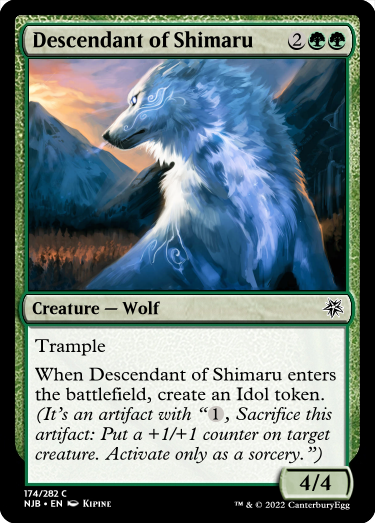 Descendant of Shimaru 2
Creature — Wolf
Trample
When Descendant of Shimaru enters
the battlefield, create an Idol token.
(It's an artifact with “1, Sacrifice this
artifact: Put a +1/+1 counter on target
creature. Activate only as a sorcery.”)
4/4
174/282 C
NJB • EN Kipine
™ & © 2022 CanterburyEgg